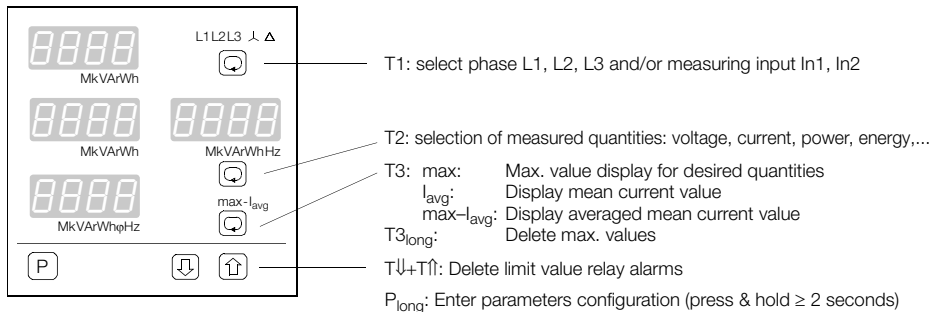 8888
MkVArWh
L1L2L3 ⅄ Δ
T1: select phase L1, L2, L3 and/or measuring input In1, In2
8888 8888
MkVArWh MkVArWhHz
T2: selection of measured quantities: voltage, current, power, energy,...
8888
MkVArWhφHz
max-Iavg
T3: max: Max. value display for desired quantities
Iavg: Display mean current value
max–Iavg: Display averaged mean current value
T3long: Delete max. values
P ⇩ ⇧
T⇓+T⇑: Delete limit value relay alarms
Plong: Enter parameters configuration (press & hold ≥ 2 seconds)